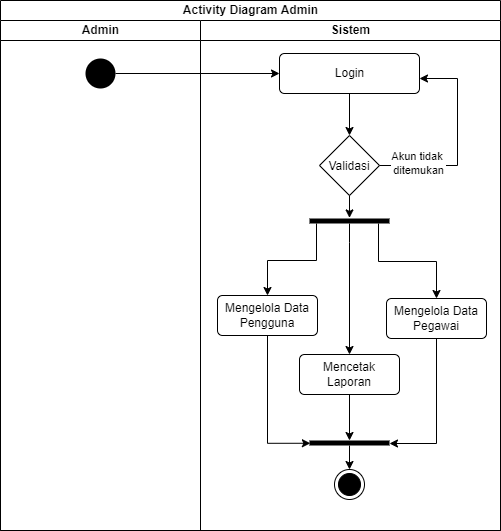 Activity Diagram Admin
Admin
Sistem
Login
Validasi
Akun tidak
ditemukan
Mengelola Data
Pengguna
Mengelola Data
Pegawai
Mencetak
Laporan